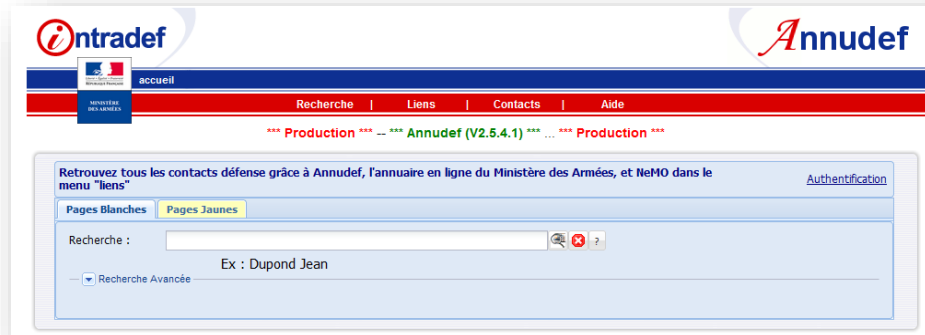 intradef
Annudef
accueil
MINISTÈRE
DES ARMÉES
Recherche | Liens | Contacts | Aide
*** Production *** -- *** Annudef (V2.5.4.1) *** ... *** Production ***
Retrouvez tous les contacts défense grâce à Annudef, l'annuaire en ligne du Ministère des Armées, et NeMO dans le
menu "liens"
Authentification
Pages Blanches Pages Jaunes
Recherche :
?
Ex : Dupond Jean
Recherche Avancée